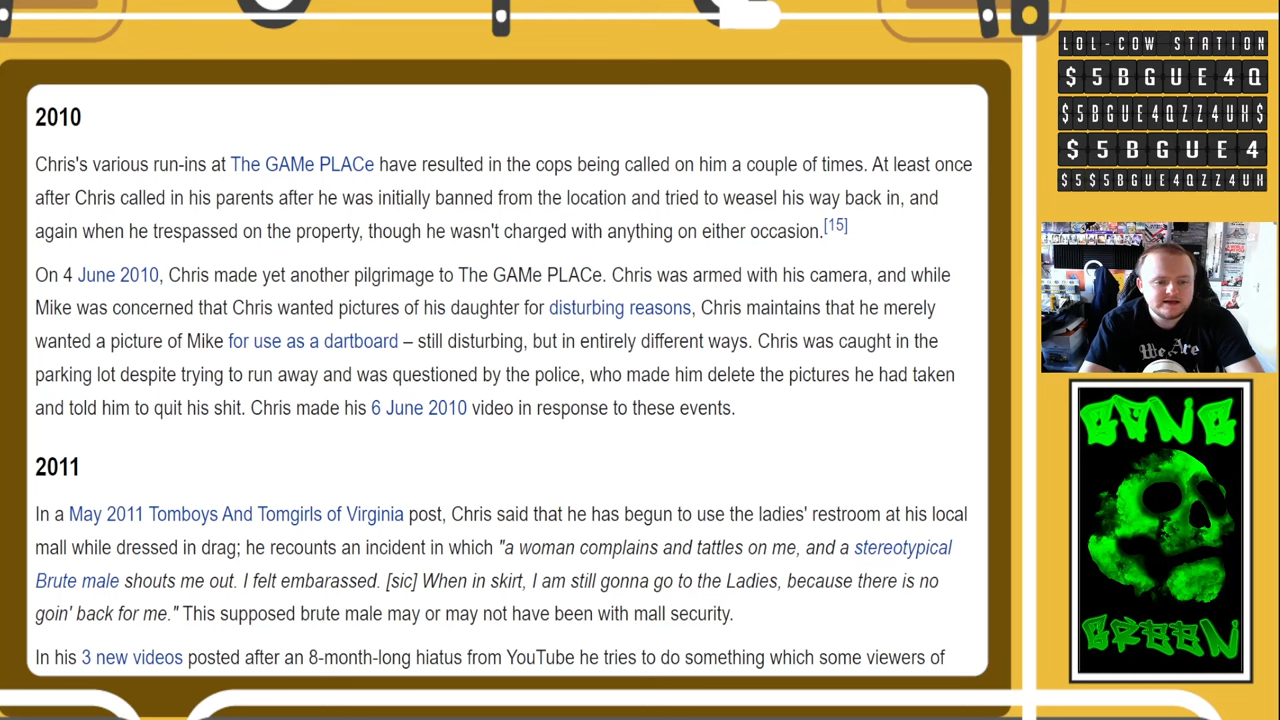 2010
Chris's various run-ins at The GAMe PLACe have resulted in the cops being called on him a couple of times. At least once
after Chris called in his parents after he was initially banned from the location and tried to weasel his way back in, and
again when he trespassed on the property, though he wasn't charged with anything on either occasion.[15]
On 4 June 2010, Chris made yet another pilgrimage to The GAMe PLACe. Chris was armed with his camera, and while
Mike was concerned that Chris wanted pictures of his daughter for disturbing reasons, Chris maintains that he merely
wanted a picture of Mike for use as a dartboard – still disturbing, but in entirely different ways. Chris was caught in the
parking lot despite trying to run away and was questioned by the police, who made him delete the pictures he had taken
and told him to quit his shit. Chris made his 6 June 2010 video in response to these events.
2011
In a May 2011 Tomboys And Tomgirls of Virginia post, Chris said that he has begun to use the ladies' restroom at his local
mall while dressed in drag; he recounts an incident in which "a woman complains and tattles on me, and a stereotypical
Brute male shouts me out. I felt embarassed. [sic] When in skirt, I am still gonna go to the Ladies, because there is no
goin' back for me." This supposed brute male may or may not have been with mall security.
In his 3 new videos posted after an 8-month-long hiatus from YouTube he tries to do something which some viewers of
LOL-COW STATION
$5BGUE4Q
$5BGUE4QZZ4UX$
$5BGUE4
$5$5BGUE4QZZ4UX
We Are
GANG
GREEN